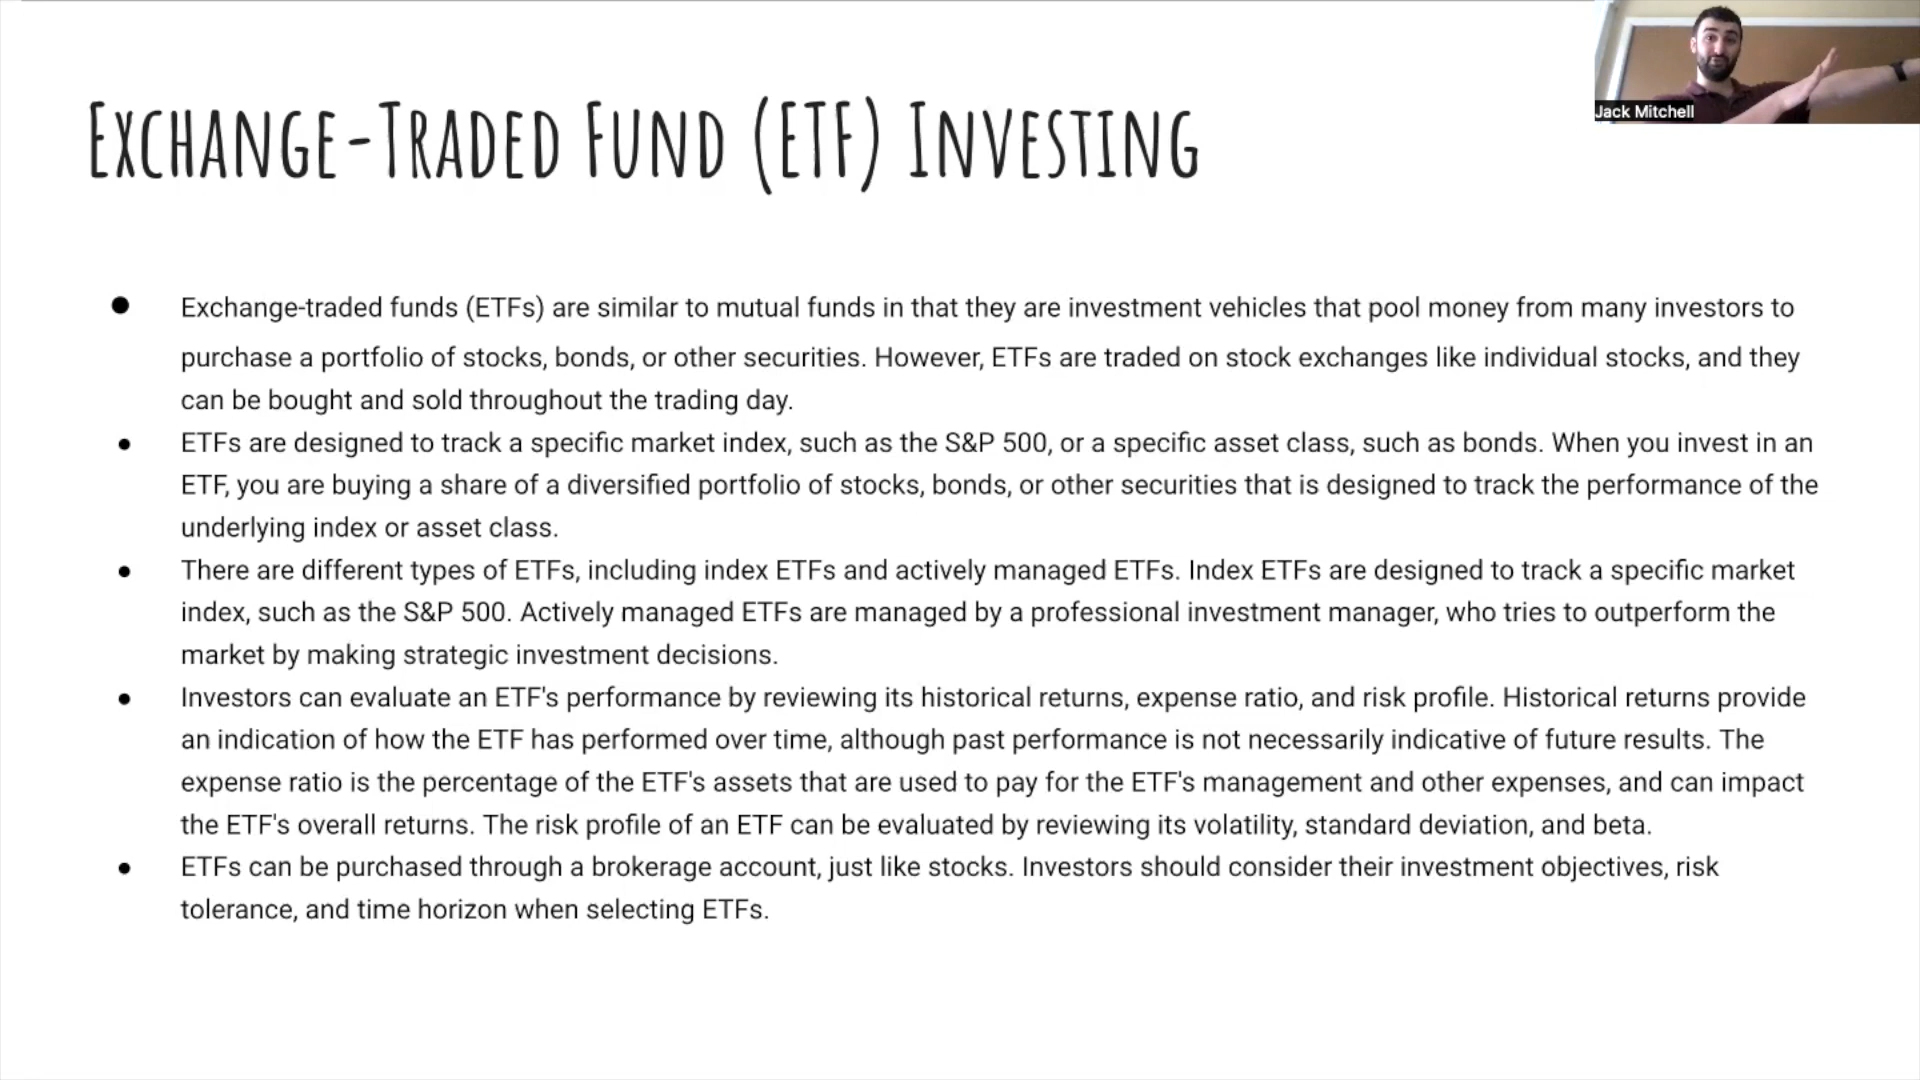 Jack Mitchell
Exchange-Traded Fund (ETF) Investing
● Exchange-traded funds (ETFs) are similar to mutual funds in that they are investment vehicles that pool money from many investors to
purchase a portfolio of stocks, bonds, or other securities. However, ETFs are traded on stock exchanges like individual stocks, and they
can be bought and sold throughout the trading day.
● ETFs are designed to track a specific market index, such as the S&P 500, or a specific asset class, such as bonds. When you invest in an
ETF, you are buying a share of a diversified portfolio of stocks, bonds, or other securities that is designed to track the performance of the
underlying index or asset class.
● There are different types of ETFs, including index ETFs and actively managed ETFs. Index ETFs are designed to track a specific market
index, such as the S&P 500. Actively managed ETFs are managed by a professional investment manager, who tries to outperform the
market by making strategic investment decisions.
● Investors can evaluate an ETF's performance by reviewing its historical returns, expense ratio, and risk profile. Historical returns provide
an indication of how the ETF has performed over time, although past performance is not necessarily indicative of future results. The
expense ratio is the percentage of the ETF's assets that are used to pay for the ETF's management and other expenses, and can impact
the ETF's overall returns. The risk profile of an ETF can be evaluated by reviewing its volatility, standard deviation, and beta.
● ETFs can be purchased through a brokerage account, just like stocks. Investors should consider their investment objectives, risk
tolerance, and time horizon when selecting ETFs.